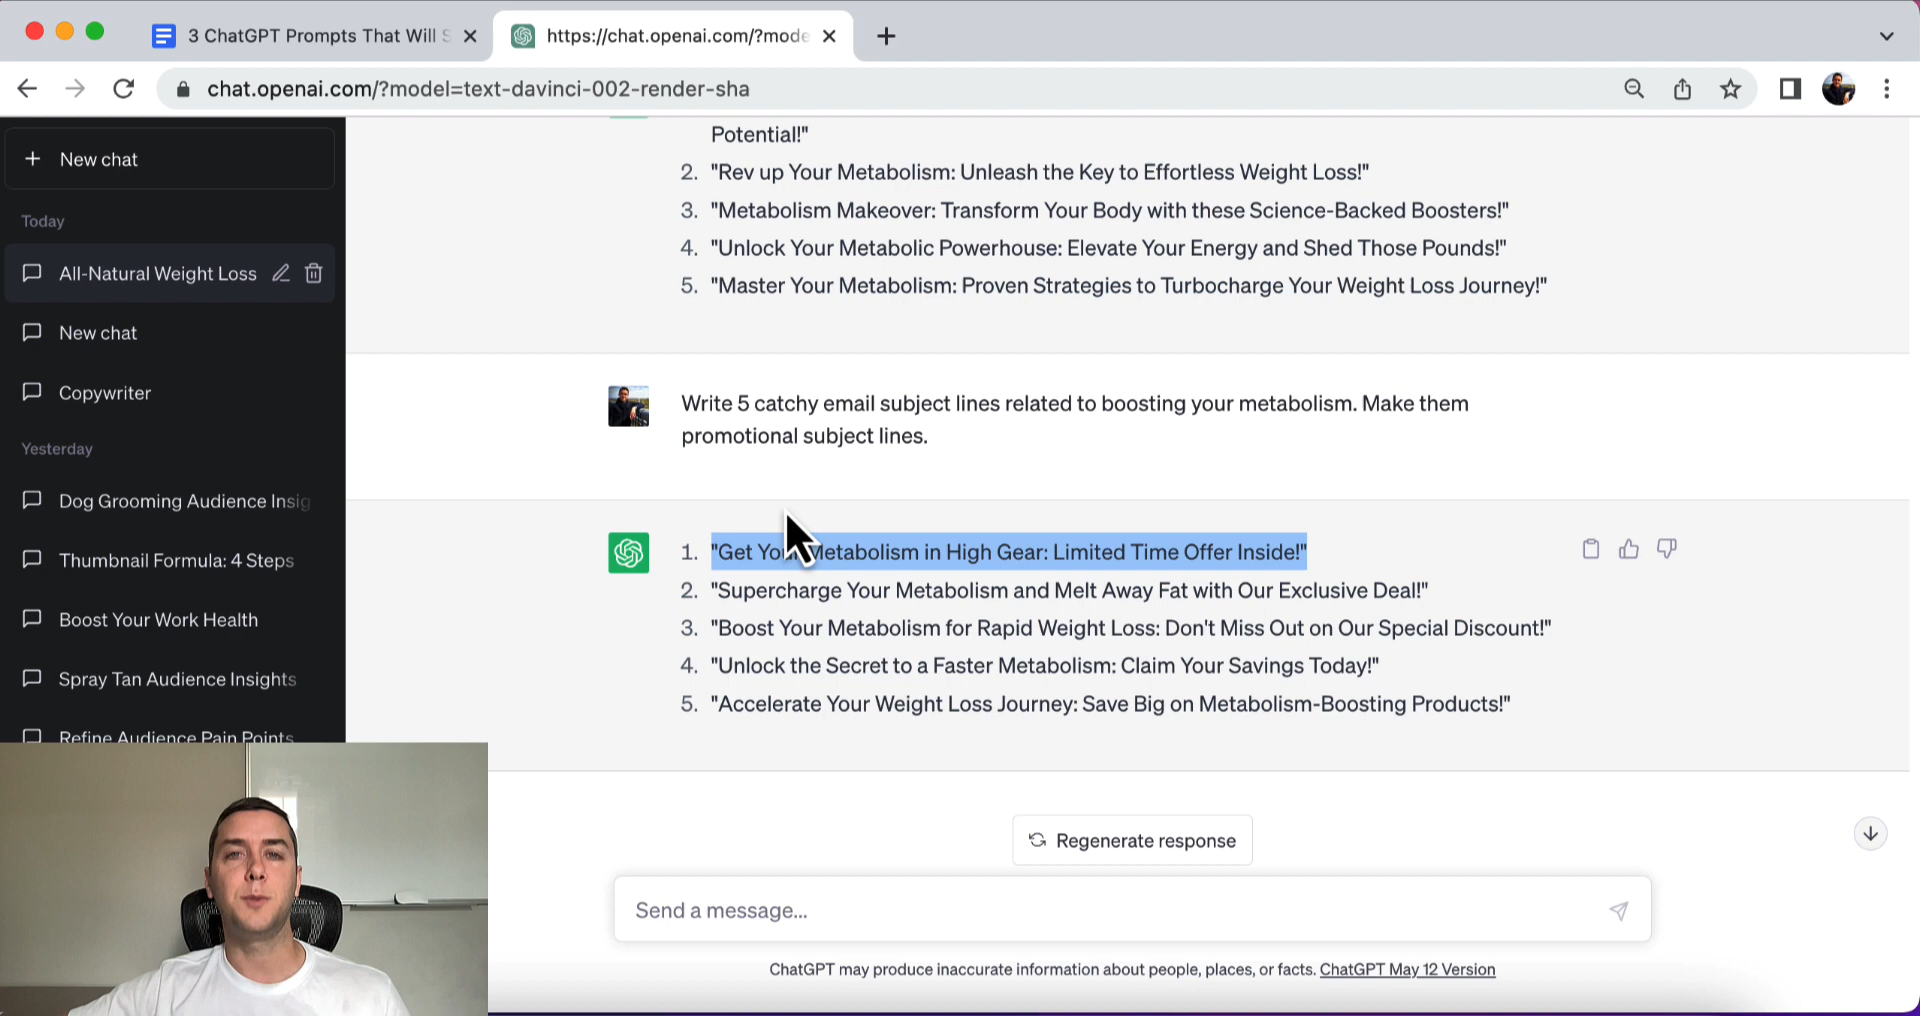 3 ChatGPT Prompts That Will S
https://chat.openai.com/?mode
chat.openai.com/?model=text-davinci-002-render-sha
New chat
Today
All-Natural Weight Loss
New chat
Copywriter
Yesterday
Dog Grooming Audience Insig
Thumbnail Formula: 4 Steps
Boost Your Work Health
Spray Tan Audience Insights
Refine Audience Pain Points
Potential!"
2. "Rev up Your Metabolism: Unleash the Key to Effortless Weight Loss!"
3. "Metabolism Makeover: Transform Your Body with these Science-Backed Boosters!"
4. "Unlock Your Metabolic Powerhouse: Elevate Your Energy and Shed Those Pounds!"
5. "Master Your Metabolism: Proven Strategies to Turbocharge Your Weight Loss Journey!"
Write 5 catchy email subject lines related to boosting your metabolism. Make them
promotional subject lines.
1. "Get Your Metabolism in High Gear: Limited Time Offer Inside!"
2. "Supercharge Your Metabolism and Melt Away Fat with Our Exclusive Deal!"
3. "Boost Your Metabolism for Rapid Weight Loss: Don't Miss Out on Our Special Discount!"
4. "Unlock the Secret to a Faster Metabolism: Claim Your Savings Today!"
5. "Accelerate Your Weight Loss Journey: Save Big on Metabolism-Boosting Products!"
Regenerate response
Send a message...
ChatGPT may produce inaccurate information about people, places, or facts. ChatGPT May 12 Version